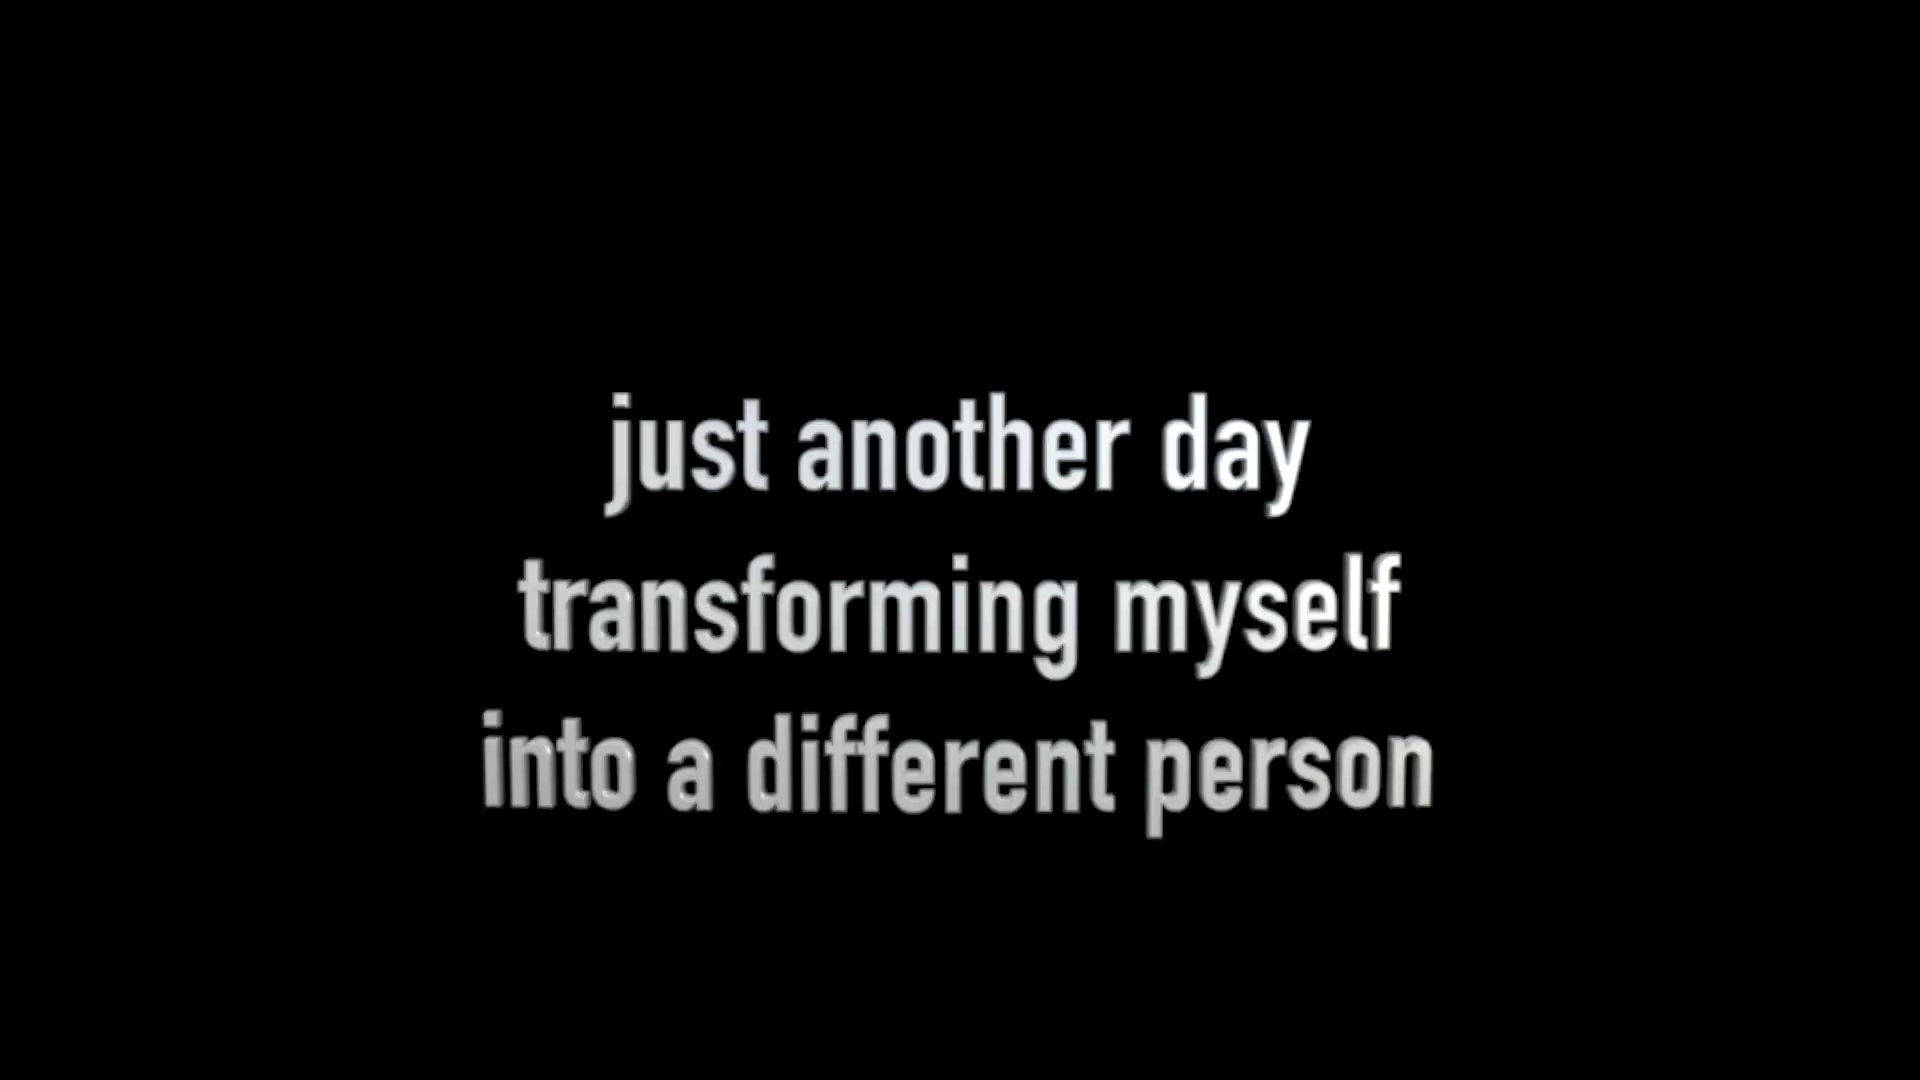 just another day
transforming myself
into a different person